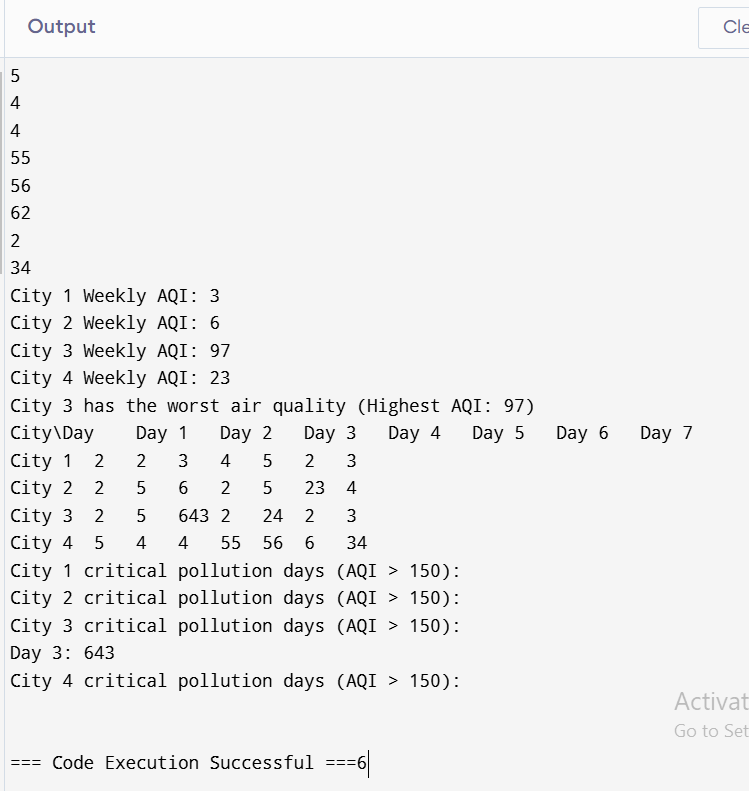 Output
Cle
5
4
4
55
56
62
2
34
City 1 Weekly AQI: 3
City 2 Weekly AQI: 6
City 3 Weekly AQI: 97
City 4 Weekly AQI: 23
City 3 has the worst air quality (Highest AQI: 97)
City\Day    Day 1   Day 2   Day 3   Day 4   Day 5   Day 6   Day 7
City 1  2   2   3   4   5   2   3
City 2  2   5   6   2   5   23  4
City 3  2   5   643 2   24  2   3
City 4  5   4   4   55  56  6   34
City 1 critical pollution days (AQI > 150):
City 2 critical pollution days (AQI > 150):
City 3 critical pollution days (AQI > 150):
Day 3: 643
City 4 critical pollution days (AQI > 150):
Activat
Go to Set
=== Code Execution Successful ===6